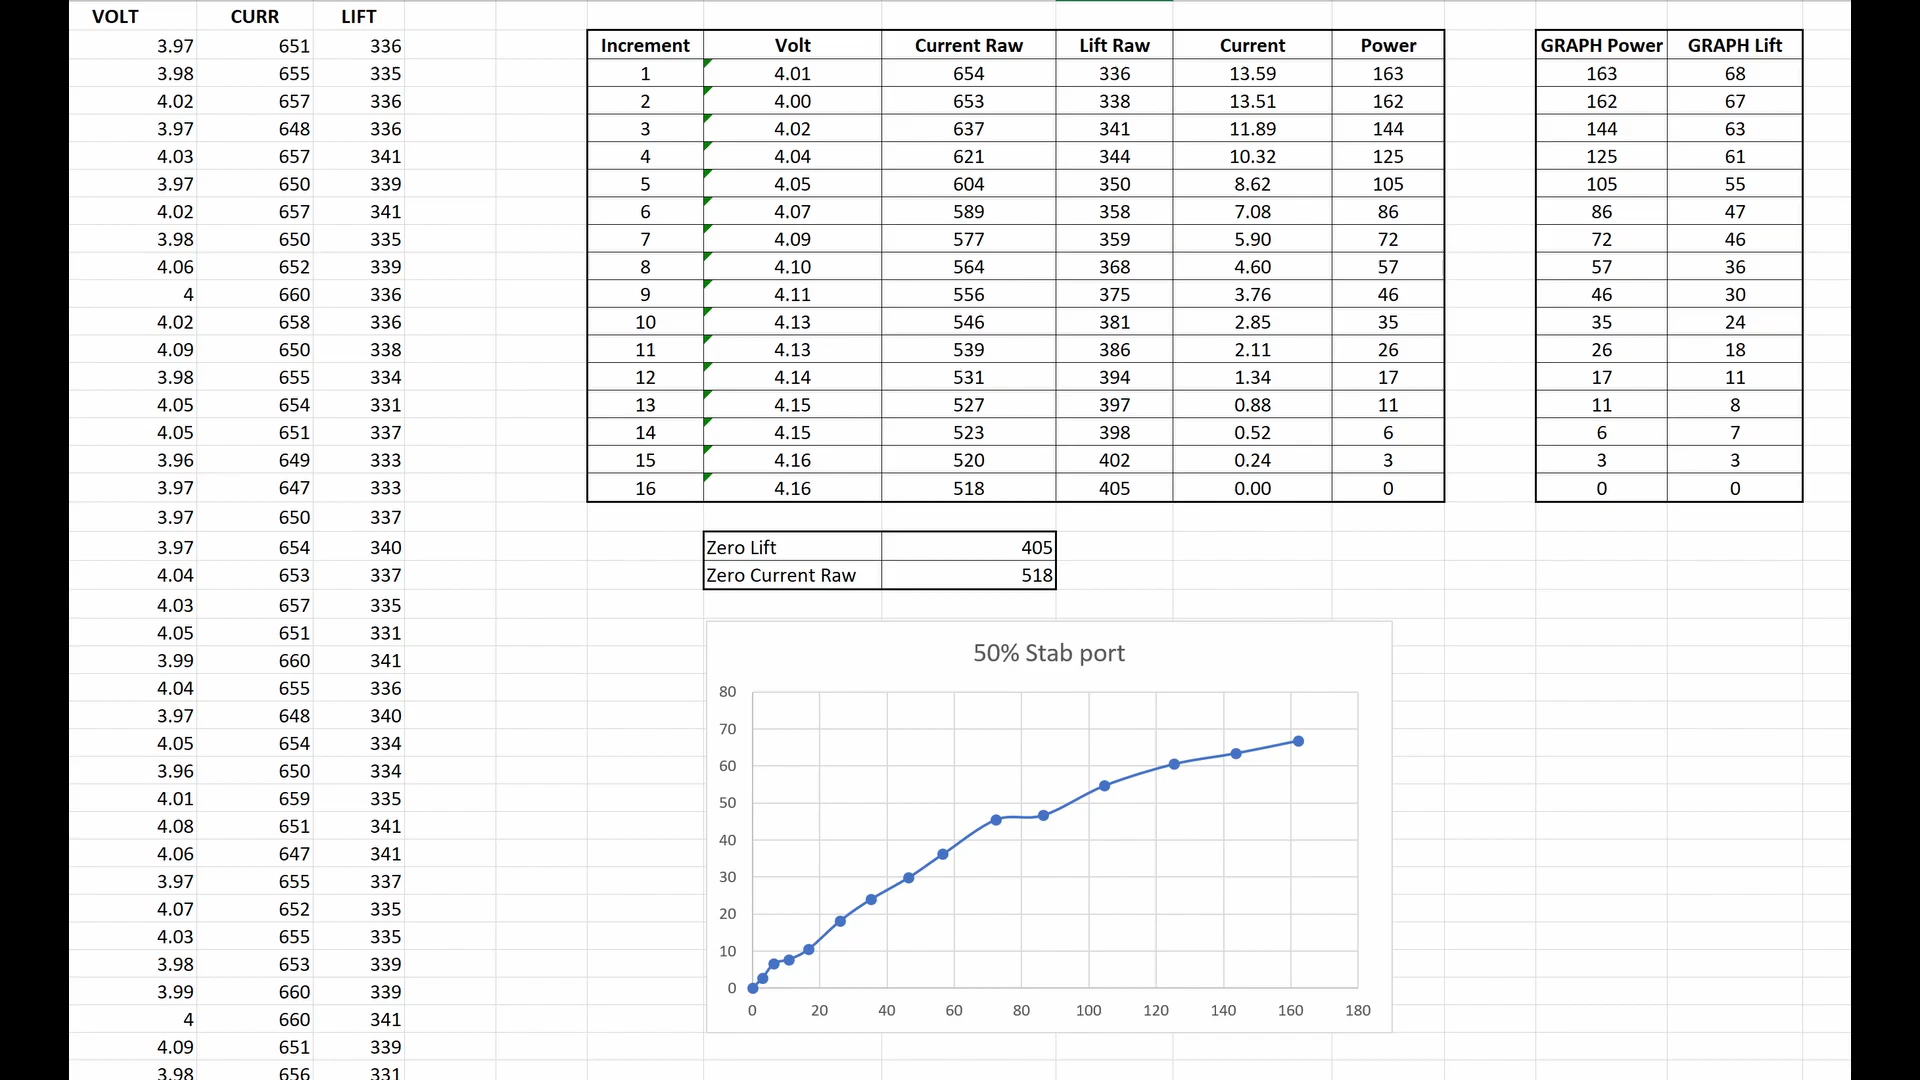 VOLT CURR LIFT
3.97 651 336
3.98 655 335
4.02 657 336
3.97 648 336
4.03 657 341
3.97 650 339
4.02 657 341
3.98 650 335
4.06 652 339
4 660 336
4.02 658 336
4.09 650 338
3.98 655 334
4.05 654 331
4.05 651 337
3.96 649 333
3.97 647 333
3.97 650 337
3.97 654 340
4.04 653 337
4.03 657 335
4.05 651 331
3.99 660 341
4.04 655 336
3.97 648 340
4.05 654 334
3.96 650 334
4.01 659 335
4.08 651 341
4.06 647 341
3.97 655 337
4.07 652 335
4.03 655 335
3.98 653 339
3.99 660 339
4 660 341
4.09 651 339
3.98 656 331
Increment Volt Current Raw Lift Raw Current Power
1 4.01 654 336 13.59 163
2 4.00 653 338 13.51 162
3 4.02 637 341 11.89 144
4 4.04 621 344 10.32 125
5 4.05 604 350 8.62 105
6 4.07 589 358 7.08 86
7 4.09 577 359 5.90 72
8 4.10 564 368 4.60 57
9 4.11 556 375 3.76 46
10 4.13 546 381 2.85 35
11 4.13 539 386 2.11 26
12 4.14 531 394 1.34 17
13 4.15 527 397 0.88 11
14 4.15 523 398 0.52 6
15 4.16 520 402 0.24 3
16 4.16 518 405 0.00 0
GRAPH Power GRAPH Lift
163 68
162 67
144 63
125 61
105 55
86 47
72 46
57 36
46 30
35 24
26 18
17 11
11 8
6 7
3 3
0 0
Zero Lift 405
Zero Current Raw 518
50% Stab port
80
70
60
50
40
30
20
10
0
0 20 40 60 80 100 120 140 160 180